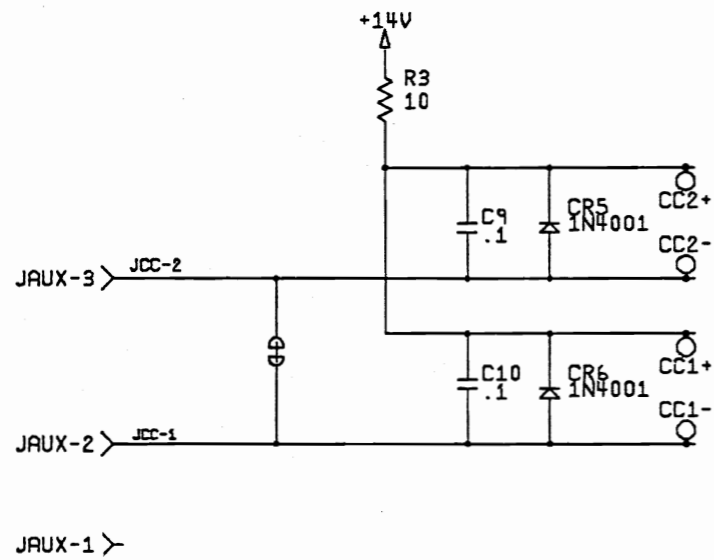 +14V
R3
10
CC2+
C9
.1
CR5
1N4001
CC2-
JAUX-3
JCC-2
CC1+
C10
.1
CR6
1N4001
CC1-
JAUX-2
JCC-1
JAUX-1